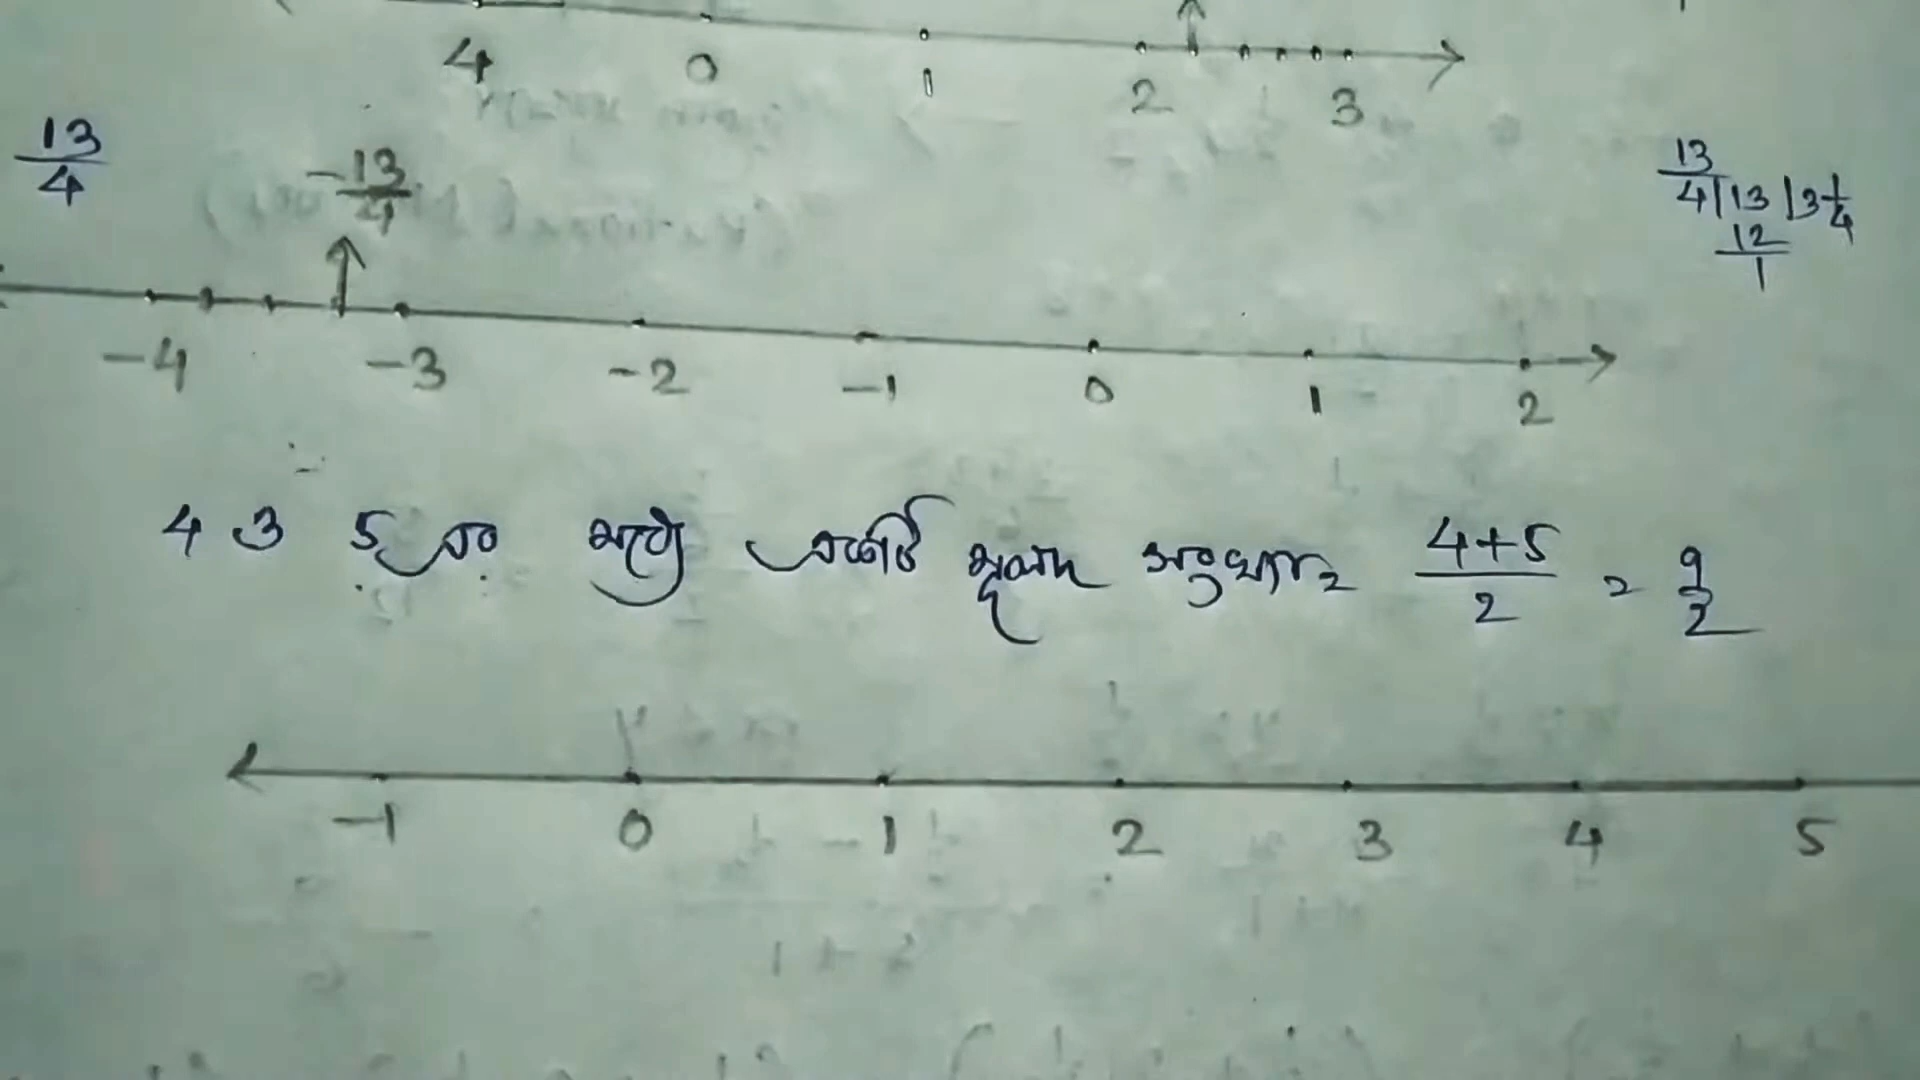 4 0 1 2 3
13/4 -13/4 13/4|13|3 1/4
12
1
-4 -3 -2 -1 0 1 2
4 ও 5 এর মধ্যে একটি মূলদ সংখ্যা = (4+5)/2 = 9/2
-1 0 1 2 3 4 5